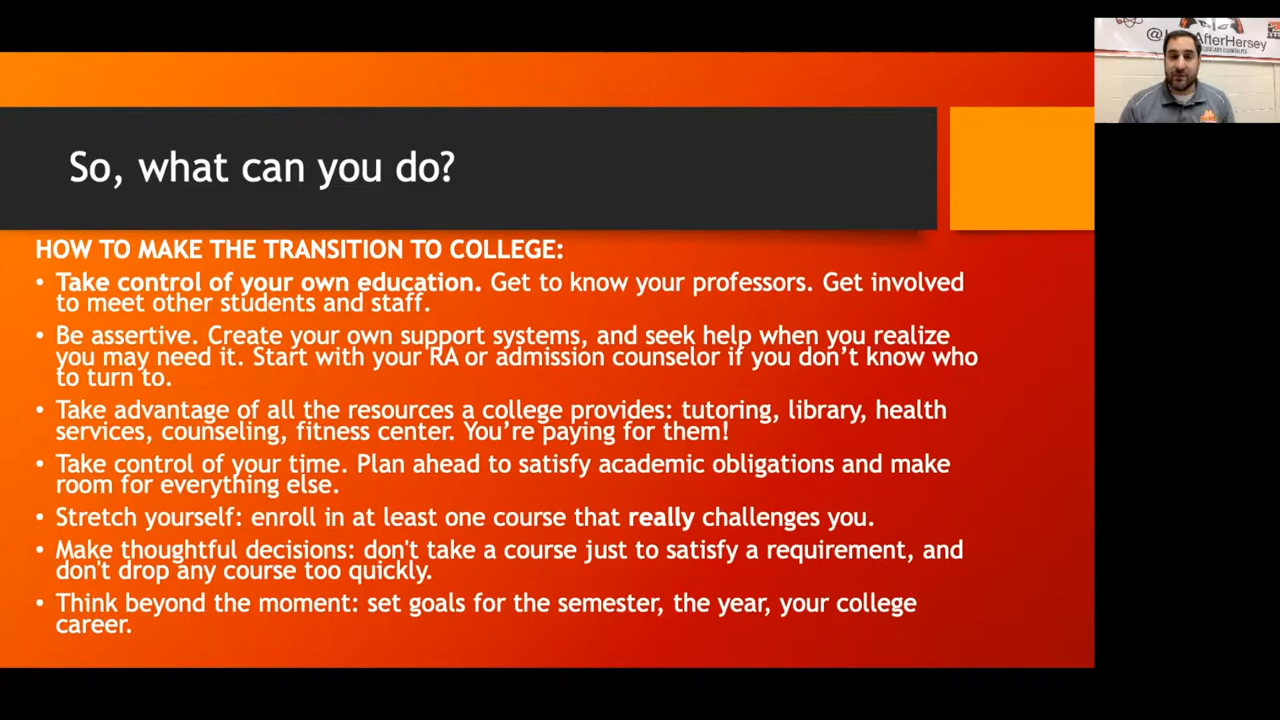 So, what can you do?
HOW TO MAKE THE TRANSITION TO COLLEGE:
• Take control of your own education. Get to know your professors. Get involved
to meet other students and staff.
• Be assertive. Create your own support systems, and seek help when you realize
you may need it. Start with your RA or admission counselor if you don’t know who
to turn to.
• Take advantage of all the resources a college provides: tutoring, library, health
services, counseling, fitness center. You’re paying for them!
• Take control of your time. Plan ahead to satisfy academic obligations and make
room for everything else.
• Stretch yourself: enroll in at least one course that really challenges you.
• Make thoughtful decisions: don't take a course just to satisfy a requirement, and
don't drop any course too quickly.
• Think beyond the moment: set goals for the semester, the year, your college
career.
AfterHersey